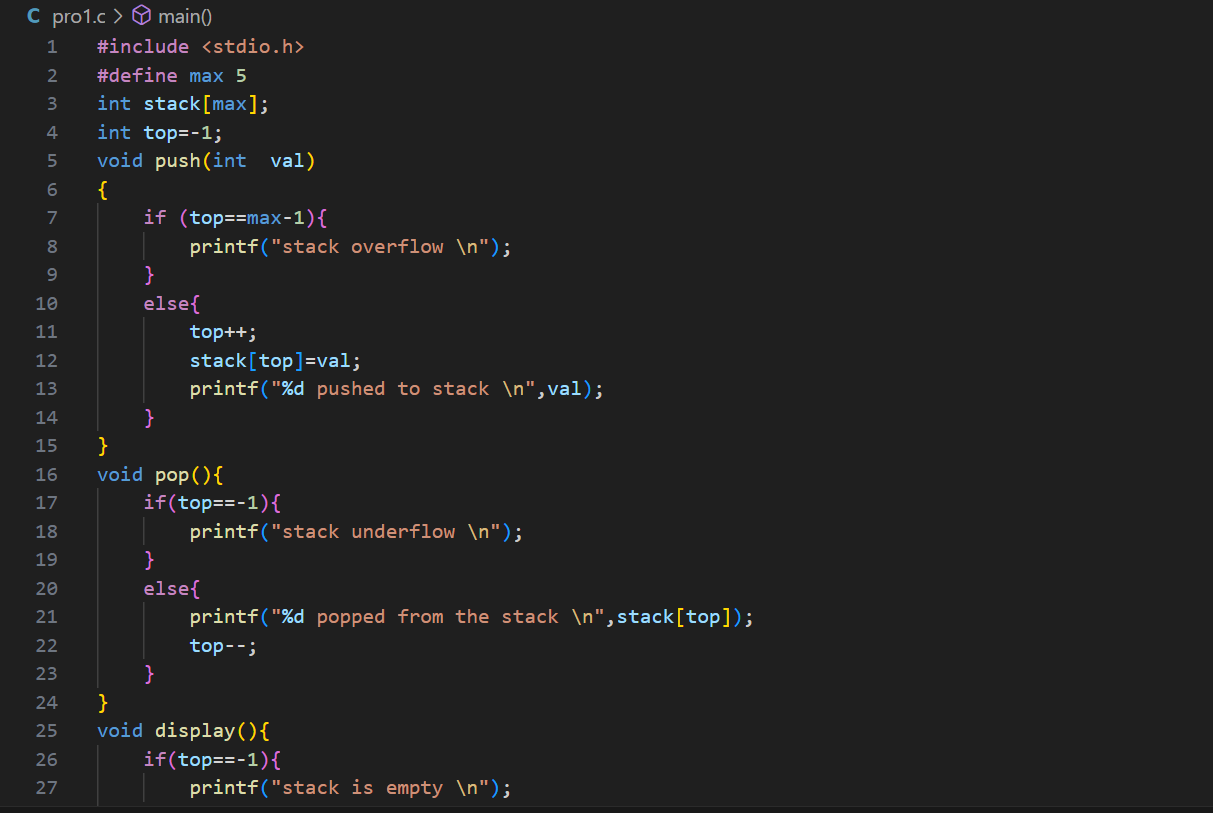 C pro1.c > main()
1 #include <stdio.h>
2 #define max 5
3 int stack[max];
4 int top=-1;
5 void push(int  val)
6 {
7     if (top==max-1){
8         printf("stack overflow \n");
9     }
10     else{
11         top++;
12         stack[top]=val;
13         printf("%d pushed to stack \n",val);
14     }
15 }
16 void pop(){
17     if(top==-1){
18         printf("stack underflow \n");
19     }
20     else{
21         printf("%d popped from the stack \n",stack[top]);
22         top--;
23     }
24 }
25 void display(){
26     if(top==-1){
27         printf("stack is empty \n");